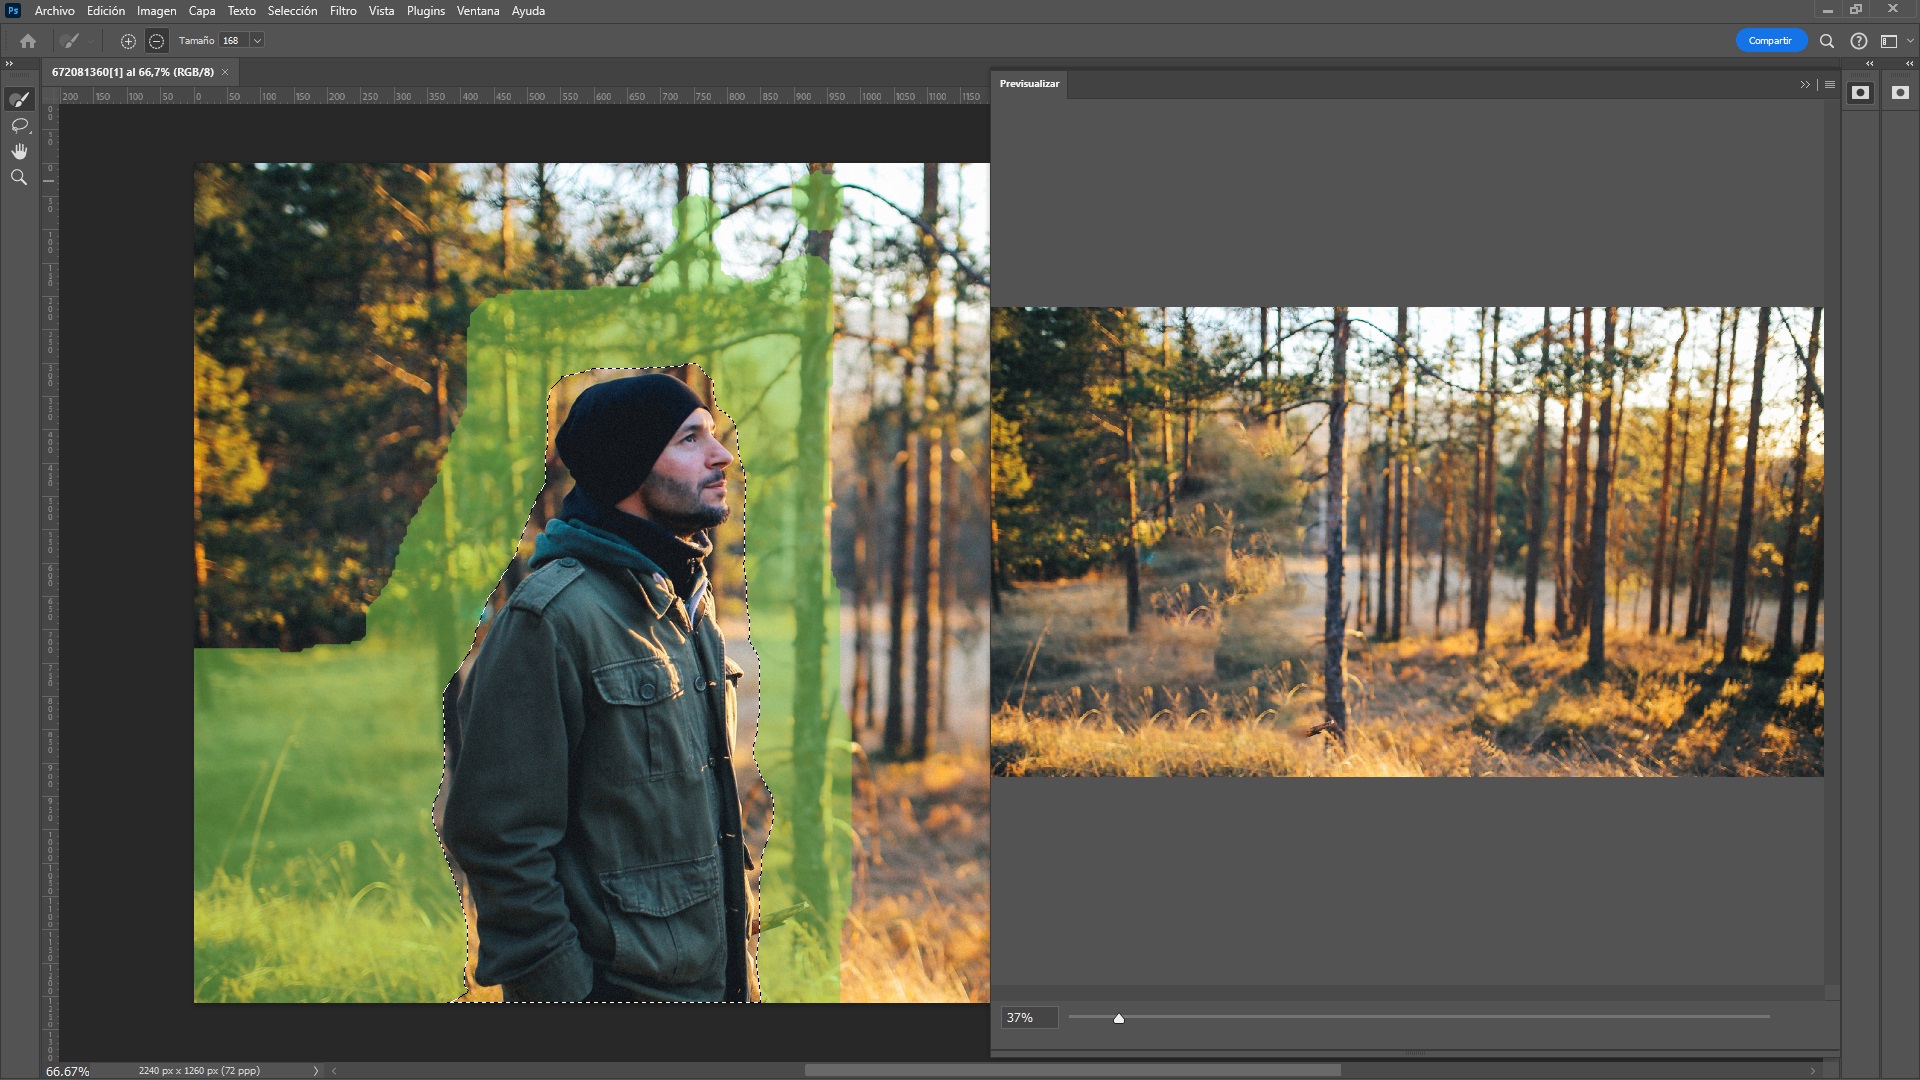 Ps Archivo Edición Imagen Capa Texto Selección Filtro Vista Plugins Ventana Ayuda
Tamaño 168 Compartir
672081360[1] al 66,7% (RGB/8) ×
Previsualizar
200 150 100 50 0 50 100 150 200 250 300 350 400 450 500 550 600 650 700 750 800 850 900 950 1000 1050 1100 1150
37%
66.67% 2240 px x 1260 px (72 ppp)